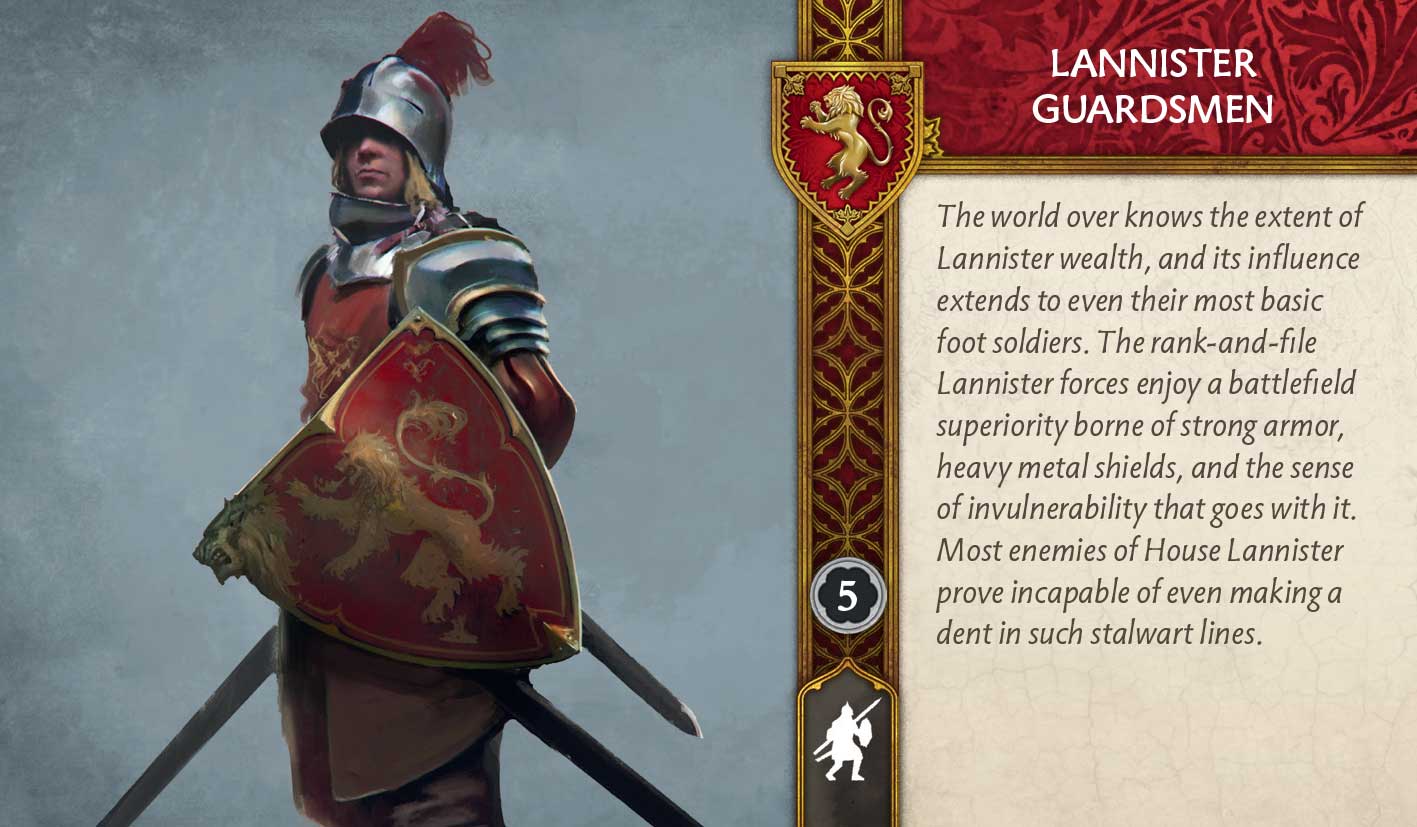 LANNISTER
GUARDSMEN
The world over knows the extent of
Lannister wealth, and its influence
extends to even their most basic
foot soldiers. The rank-and-file
Lannister forces enjoy a battlefield
superiority borne of strong armor,
heavy metal shields, and the sense
of invulnerability that goes with it.
Most enemies of House Lannister
prove incapable of even making a
dent in such stalwart lines.
5